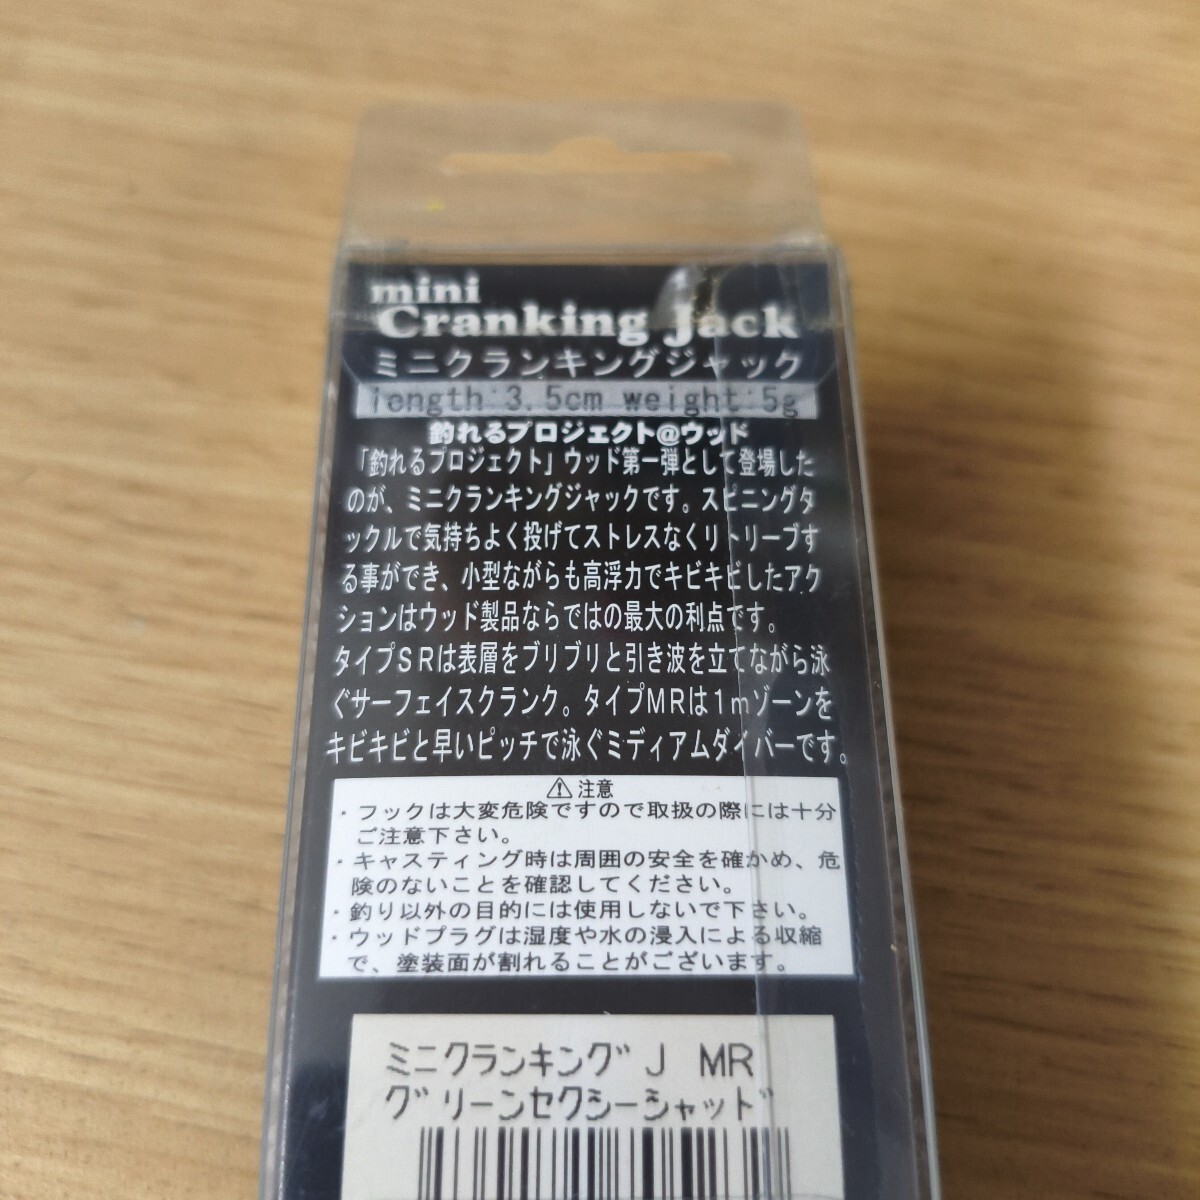 mini
Cranking Jack
ミニクランキングジャック
length:3.5cm weight:5g
釣れるプロジェクト@ウッド
「釣れるプロジェクト」ウッド第一弾として登場した
のが、ミニクランキングジャックです。スピニングタ
ックルで気持ちよく投げてストレスなくリトリーブす
る事ができ、小型ながらも高浮力でキビキビしたアク
ションはウッド製品ならではの最大の利点です。
タイプSRは表層をブリブリと引き波を立てながら泳
ぐサーフェイスクランク。タイプMRは1mゾーンを
キビキビと早いピッチで泳ぐミディアムダイバーです。
⚠注意
・フックは大変危険ですので取扱の際には十分
ご注意下さい。
・キャスティング時は周囲の安全を確かめ、危
険のないことを確認してください。
・釣り以外の目的には使用しないで下さい。
・ウッドプラグは湿度や水の浸入による収縮
で、塗装面が割れることがございます。
ミニクランキングJ MR
グリーンセクシーシャッド